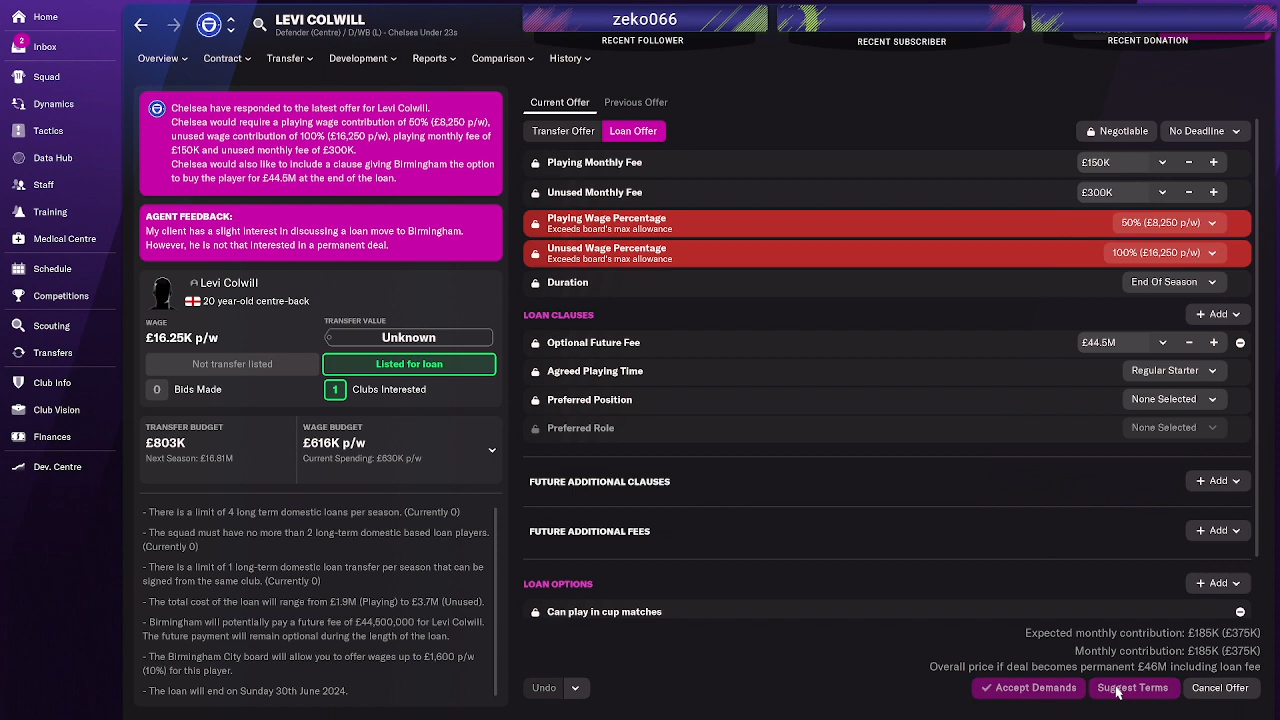 Home
2
Inbox
Squad
Dynamics
Tactics
Data Hub
Staff
Training
Medical Centre
Schedule
Competitions
Scouting
Transfers
Club Info
Club Vision
Finances
Dev. Centre
LEVI COLWILL
Defender (Centre) / D/WB (L) - Chelsea Under 23s
zeko066
RECENT FOLLOWER
RECENT SUBSCRIBER
RECENT DONATION
Overview
Contract
Transfer
Development
Reports
Comparison
History
Chelsea have responded to the latest offer for Levi Colwill.
Chelsea would require a playing wage contribution of 50% (£8,250 p/w),
unused wage contribution of 100% (£16,250 p/w), playing monthly fee of
£150K and unused monthly fee of £300K.
Chelsea would also like to include a clause giving Birmingham the option
to buy the player for £44.5M at the end of the loan.
AGENT FEEDBACK:
My client has a slight interest in discussing a loan move to Birmingham.
However, he is not that interested in a permanent deal.
Levi Colwill
20 year-old centre-back
WAGE
£16.25K p/w
TRANSFER VALUE
Unknown
Not transfer listed
Listed for loan
0 Bids Made
1 Clubs Interested
TRANSFER BUDGET
£803K
Next Season: £16.81M
WAGE BUDGET
£616K p/w
Current Spending: £630K p/w
- There is a limit of 4 long term domestic loans per season. (Currently 0)
- The squad must have no more than 2 long-term domestic based loan players.
(Currently 0)
- There is a limit of 1 long-term domestic loan transfer per season that can be
signed from the same club. (Currently 0)
- The total cost of the loan will range from £1.9M (Playing) to £3.7M (Unused).
- Birmingham will potentially pay a future fee of £44,500,000 for Levi Colwill.
The future payment will remain optional during the length of the loan.
- The Birmingham City board will allow you to offer wages up to £1,600 p/w
(10%) for this player.
- The loan will end on Sunday 30th June 2024.
Current Offer
Previous Offer
Transfer Offer
Loan Offer
Negotiable
No Deadline
Playing Monthly Fee
£150K
Unused Monthly Fee
£300K
Playing Wage Percentage
Exceeds board's max allowance
50% (£8,250 p/w)
Unused Wage Percentage
Exceeds board's max allowance
100% (£16,250 p/w)
Duration
End Of Season
LOAN CLAUSES
+ Add
Optional Future Fee
£44.5M
Agreed Playing Time
Regular Starter
Preferred Position
None Selected
Preferred Role
None Selected
FUTURE ADDITIONAL CLAUSES
+ Add
FUTURE ADDITIONAL FEES
+ Add
LOAN OPTIONS
+ Add
Can play in cup matches
Expected monthly contribution: £185K (£375K)
Monthly contribution: £185K (£375K)
Overall price if deal becomes permanent £46M including loan fee
Undo
Accept Demands
Suggest Terms
Cancel Offer